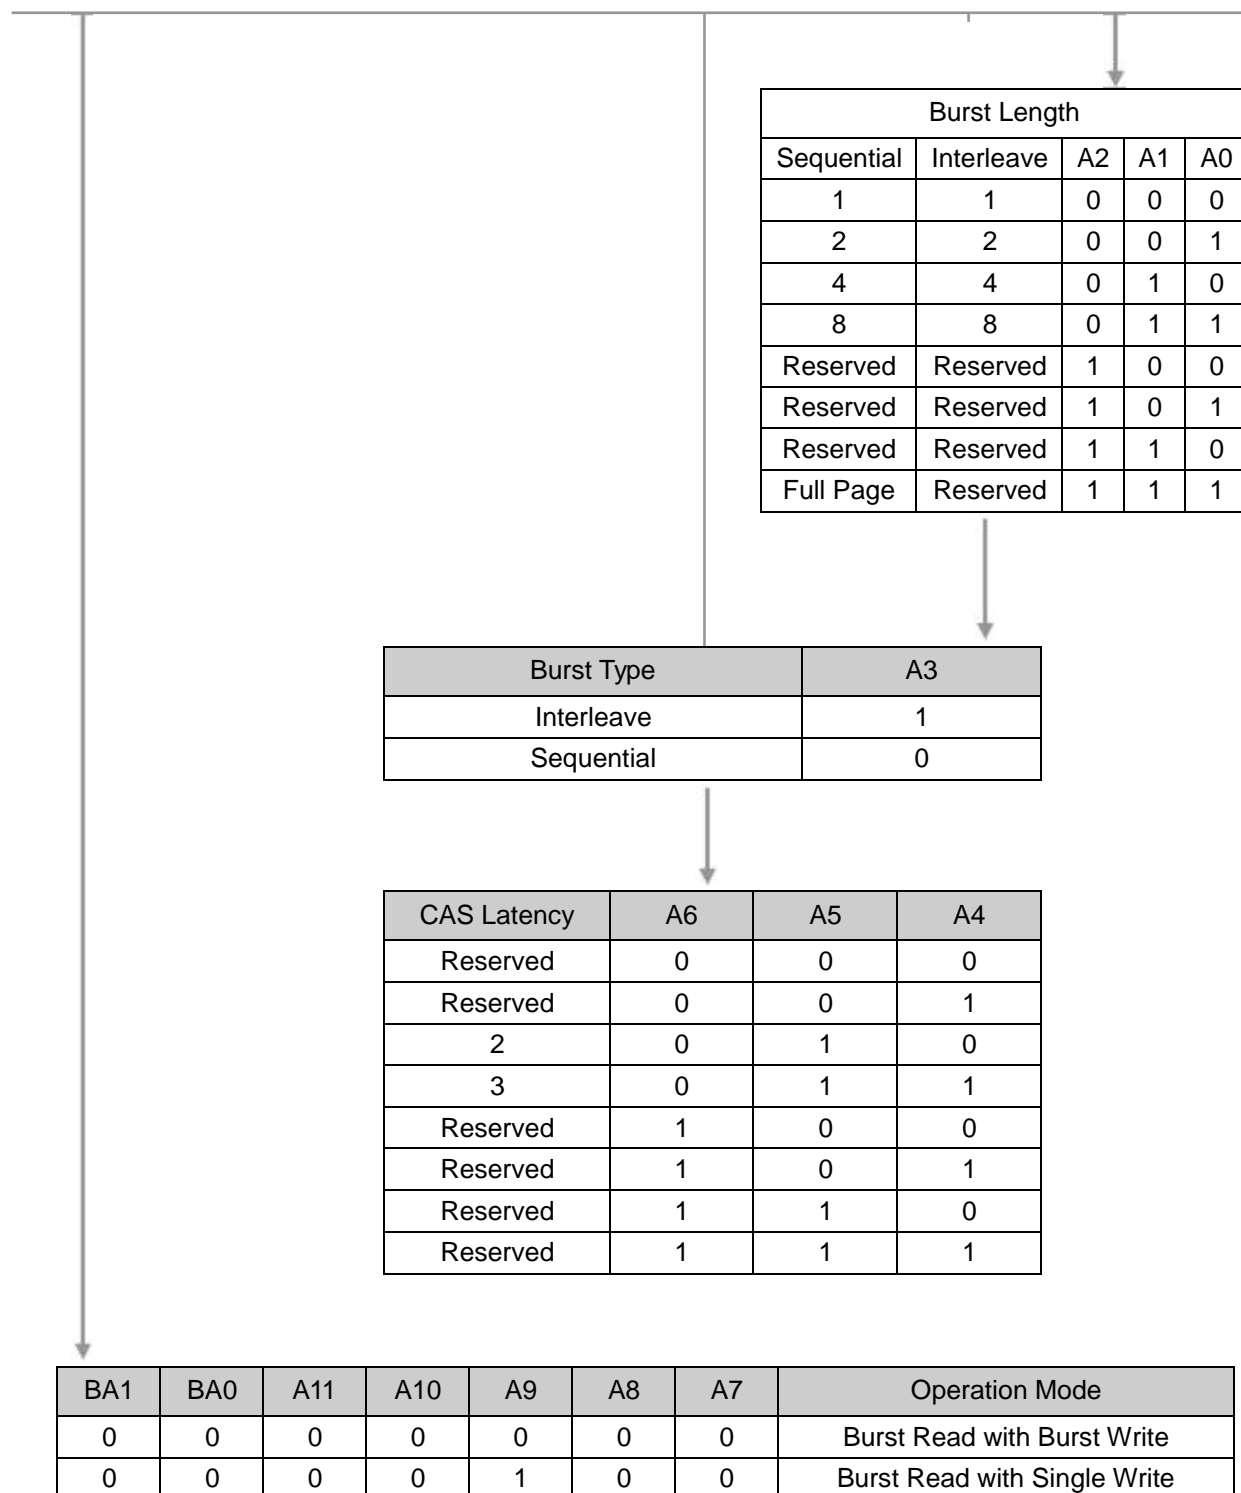 Burst Length
Sequential Interleave A2 A1 A0
1 1 0 0 0
2 2 0 0 1
4 4 0 1 0
8 8 0 1 1
Reserved Reserved 1 0 0
Reserved Reserved 1 0 1
Reserved Reserved 1 1 0
Full Page Reserved 1 1 1
Burst Type A3
Interleave 1
Sequential 0
CAS Latency A6 A5 A4
Reserved 0 0 0
Reserved 0 0 1
2 0 1 0
3 0 1 1
Reserved 1 0 0
Reserved 1 0 1
Reserved 1 1 0
Reserved 1 1 1
BA1 BA0 A11 A10 A9 A8 A7 Operation Mode
0 0 0 0 0 0 0 Burst Read with Burst Write
0 0 0 0 1 0 0 Burst Read with Single Write